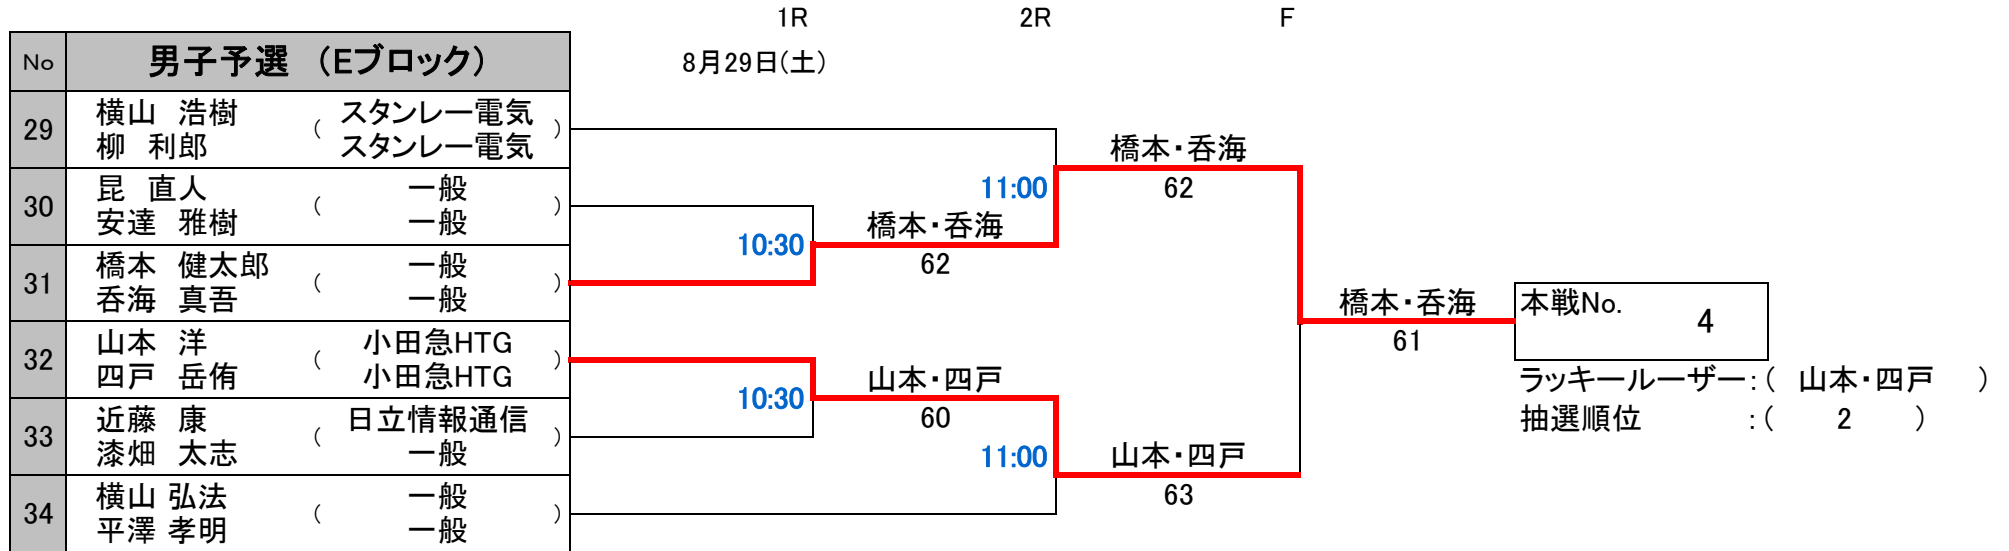 1R 2R F
No 男子予選 (Eブロック) 8月29日(土)
29 横山 浩樹 ( スタンレー電気 )
柳 利郎 スタンレー電気
橋本・呑海
30 昆 直人 ( 一般 ) 11:00 62
安達 雅樹 一般
橋本・呑海
10:30
62
31 橋本 健太郎 ( 一般 )
呑海 真吾 一般
橋本・呑海 本戦No. 4
61
32 山本 洋 ( 小田急HTG )
四戸 岳侑 小田急HTG
山本・四戸 ラッキールーザー:( 山本・四戸 )
10:30
60 抽選順位 :( 2 )
33 近藤 康 ( 日立情報通信 )
漆畑 太志 一般
11:00 山本・四戸
63
34 横山 弘法 ( 一般 )
平澤 孝明 一般